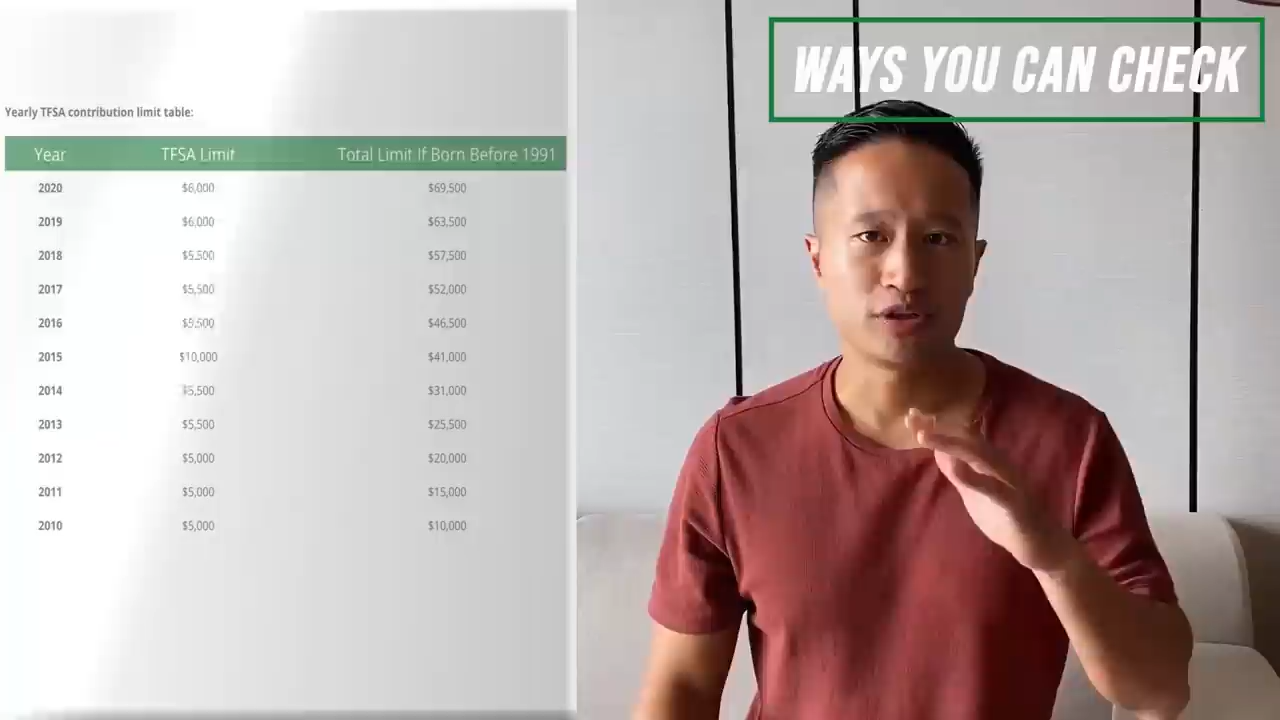 WAYS YOU CAN CHECK
Yearly TFSA contribution limit table:
Year TFSA Limit Total Limit If Born Before 1991
2020 $6,000 $69,500
2019 $6,000 $63,500
2018 $5,500 $57,500
2017 $5,500 $52,000
2016 $5,500 $46,500
2015 $10,000 $41,000
2014 $5,500 $31,000
2013 $5,500 $25,500
2012 $5,000 $20,000
2011 $5,000 $15,000
2010 $5,000 $10,000